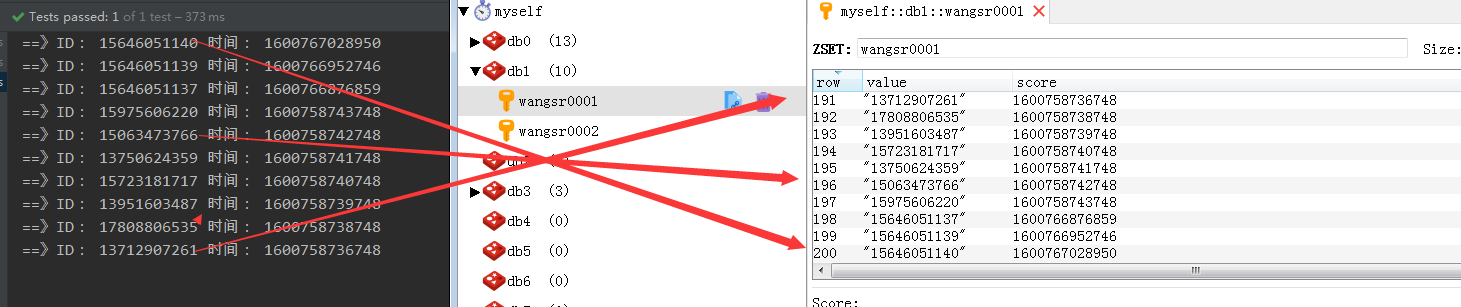 Tests passed: 1 of 1 test – 373 ms
==》ID： 15646051140 时间： 1600767028950
==》ID： 15646051139 时间： 1600766952746
==》ID： 15646051137 时间： 1600766876859
==》ID： 15975606220 时间： 1600758743748
==》ID： 15063473766 时间： 1600758742748
==》ID： 13750624359 时间： 1600758741748
==》ID： 15723181717 时间： 1600758740748
==》ID： 13951603487 时间： 1600758739748
==》ID： 17808806535 时间： 1600758738748
==》ID： 13712907261 时间： 1600758736748
myself
db0 (13)
db1 (10)
wangsr0001
wangsr0002
db3 (3)
db4 (0)
db5 (0)
db6 (0)
myself::db1::wangsr0001
ZSET: wangsr0001 Size:
row value score
191 "13712907261" 1600758736748
192 "17808806535" 1600758738748
193 "13951603487" 1600758739748
194 "15723181717" 1600758740748
195 "13750624359" 1600758741748
196 "15063473766" 1600758742748
197 "15975606220" 1600758743748
198 "15646051137" 1600766876859
199 "15646051139" 1600766952746
200 "15646051140" 1600767028950
Score: